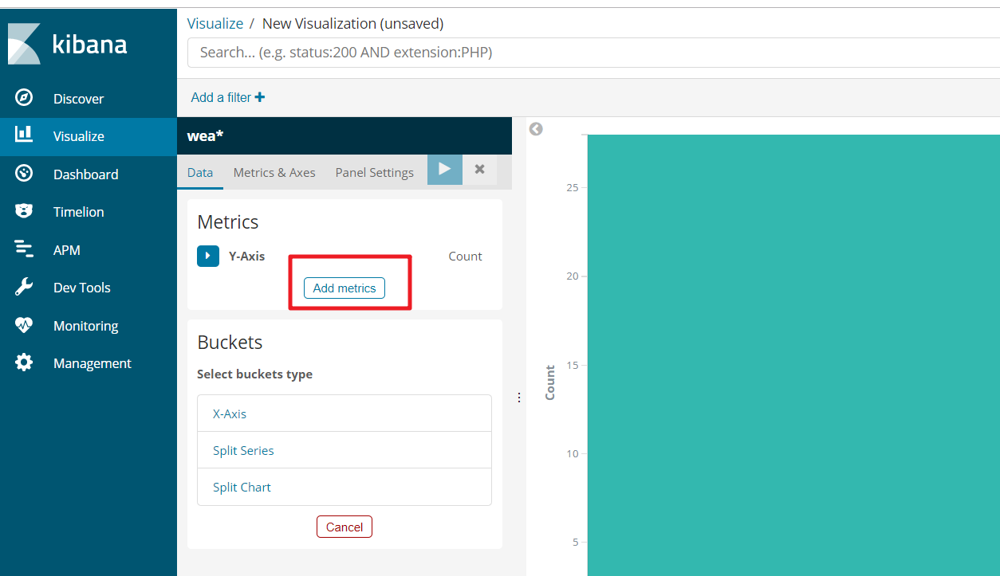 kibana
Discover
Visualize
Dashboard
Timelion
APM
Dev Tools
Monitoring
Management
Visualize / New Visualization (unsaved)
Search... (e.g. status:200 AND extension:PHP)
Add a filter +
wea*
Data Metrics & Axes Panel Settings
Metrics
Y-Axis Count
Add metrics
Buckets
Select buckets type
X-Axis
Split Series
Split Chart
Cancel
Count
25
20
15
10
5